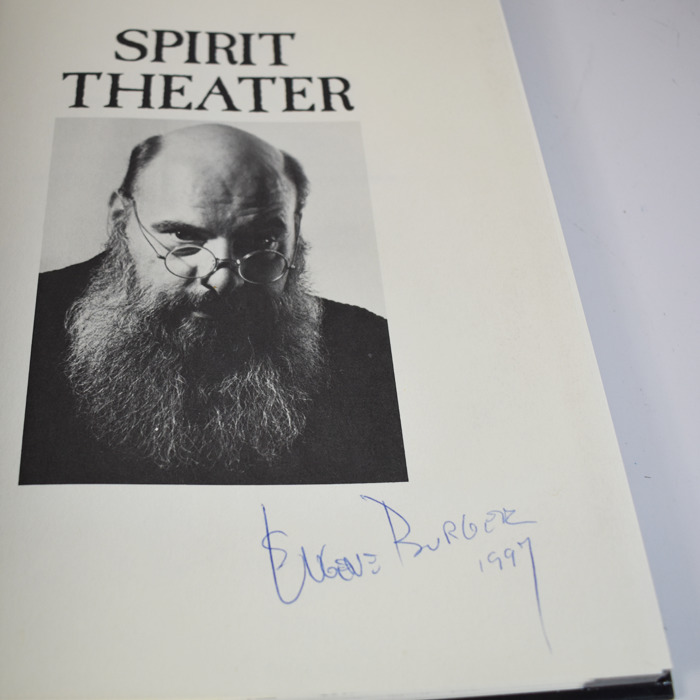 SPIRIT
THEATER
EUGENE BURGER
1997